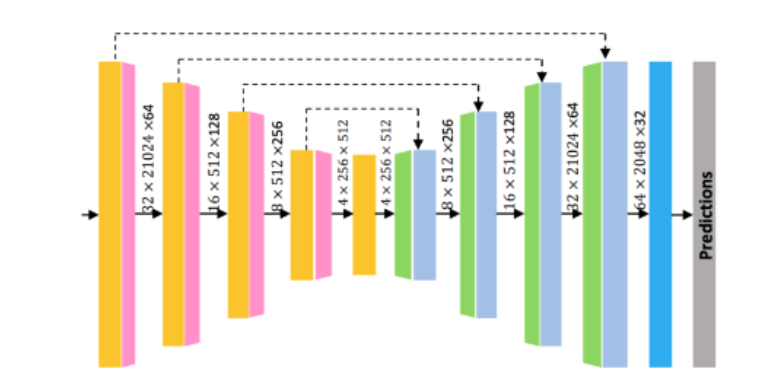 32 × 21024 ×64
16 × 512 ×128
8 × 512 ×256
4 × 256 × 512
4 × 256 × 512
8 × 512 ×256
16 × 512 ×128
32 × 21024 ×64
64 × 2048 ×32
Predictions